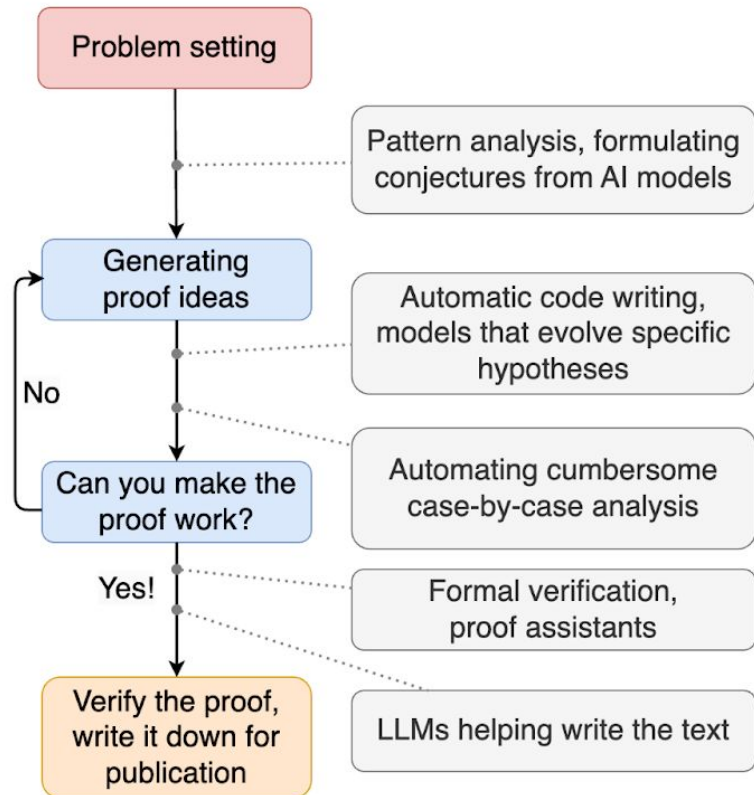 Problem setting
Pattern analysis, formulating
conjectures from AI models
Generating
proof ideas
Automatic code writing,
models that evolve specific
hypotheses
No
Automating cumbersome
case-by-case analysis
Can you make the
proof work?
Yes!
Formal verification,
proof assistants
Verify the proof,
write it down for
publication
LLMs helping write the text